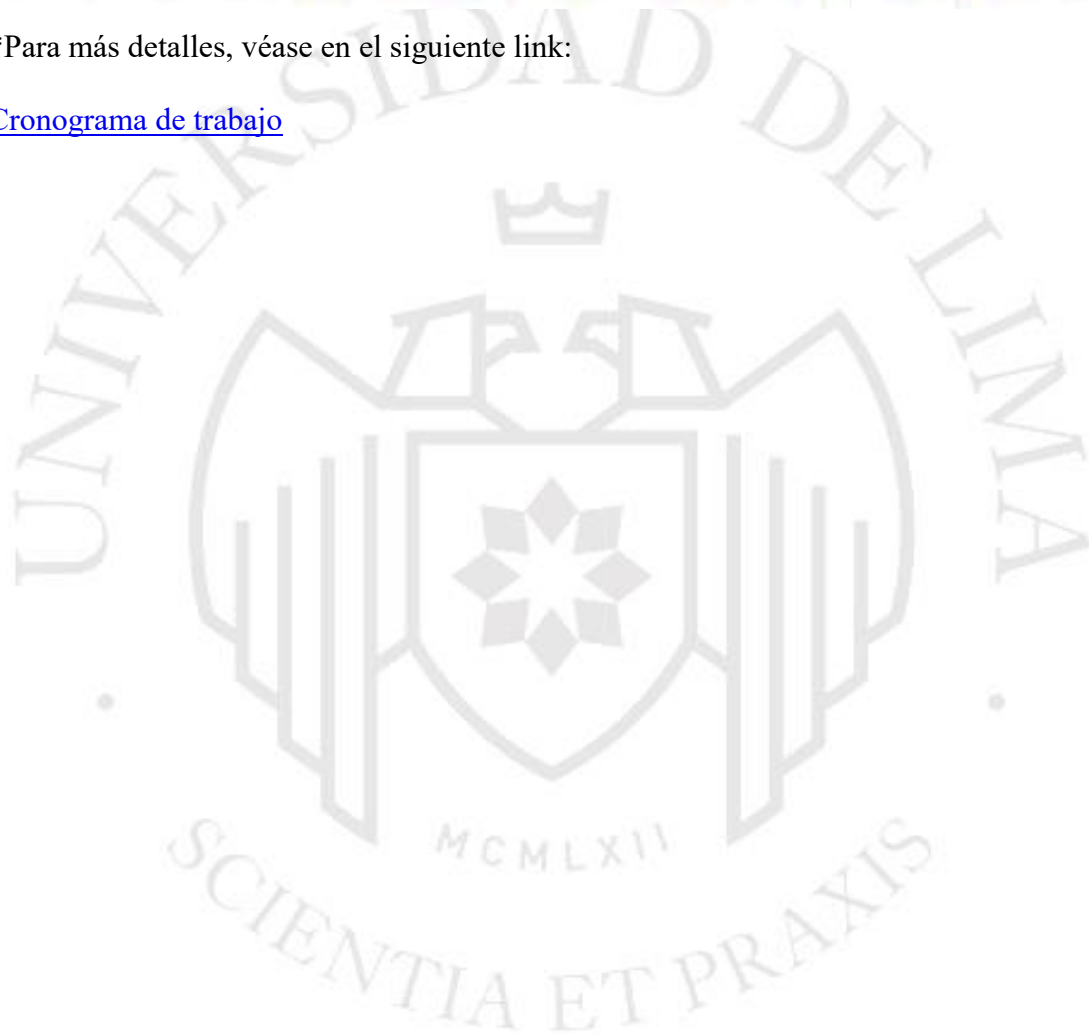 *Para más detalles, véase en el siguiente link:
Cronograma de trabajo
UNIVERSIDAD DE LIMA
MCMLXII
SCIENTIA ET PRAXIS